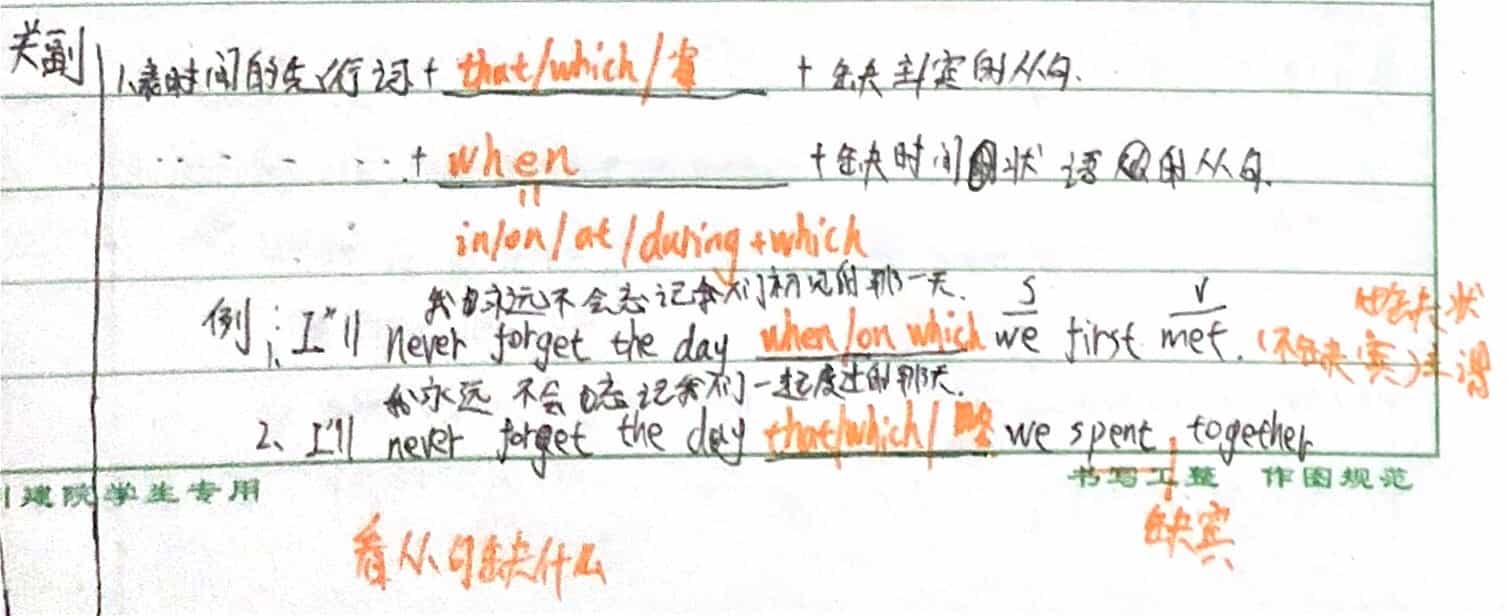 关副
1、表时间的先行词+ that/which/省 + 缺主/宾的从句.
...... + when + 缺时间状语的从句.
=
in/on/at/during+which
我永远不会忘记我们初见的那一天. S V
例:1、I'll never forget the day when/on which we first met. (不缺宾)主谓
我永远不会忘记我们一起度过的那天.
2、I'll never forget the day that/which/略 we spent together
建院学生专用 书写工整 作图规范
缺宾
看从句缺什么